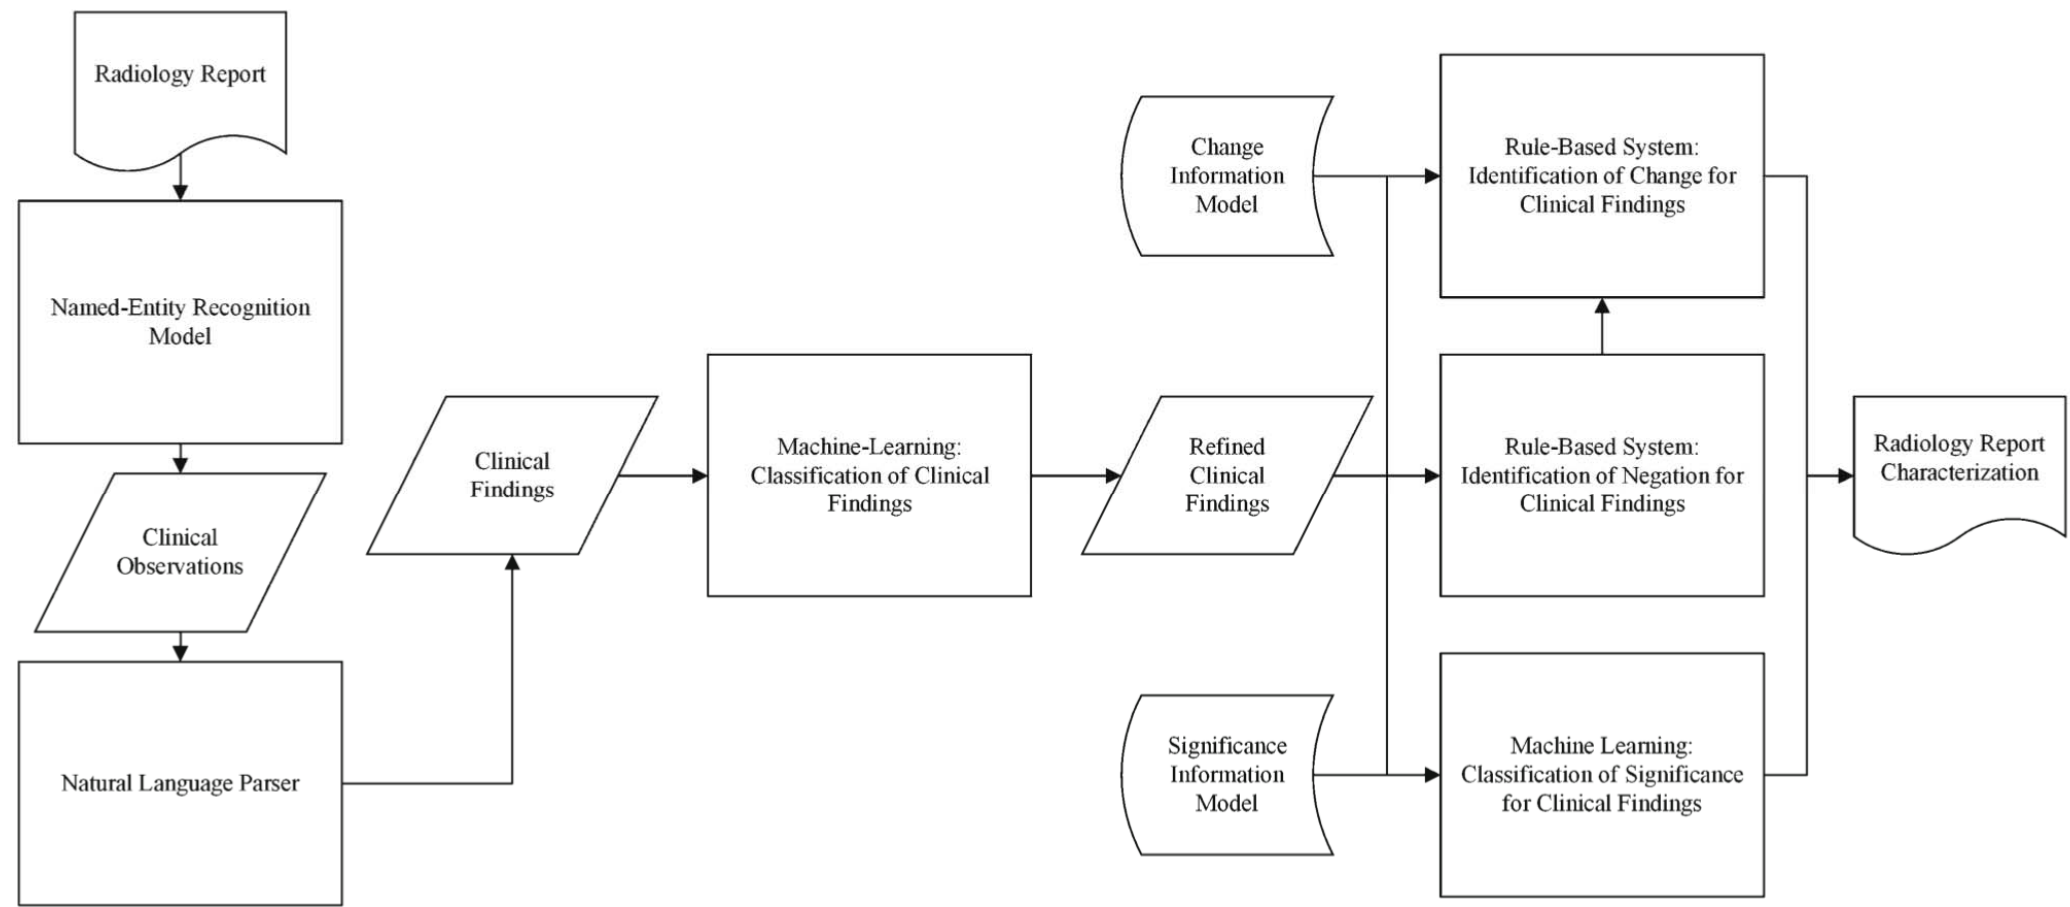 Radiology Report
Named-Entity Recognition
Model
Clinical
Observations
Natural Language Parser
Clinical
Findings
Machine-Learning:
Classification of Clinical
Findings
Refined
Clinical
Findings
Change
Information
Model
Significance
Information
Model
Rule-Based System:
Identification of Change for
Clinical Findings
Rule-Based System:
Identification of Negation for
Clinical Findings
Machine Learning:
Classification of Significance
for Clinical Findings
Radiology Report
Characterization